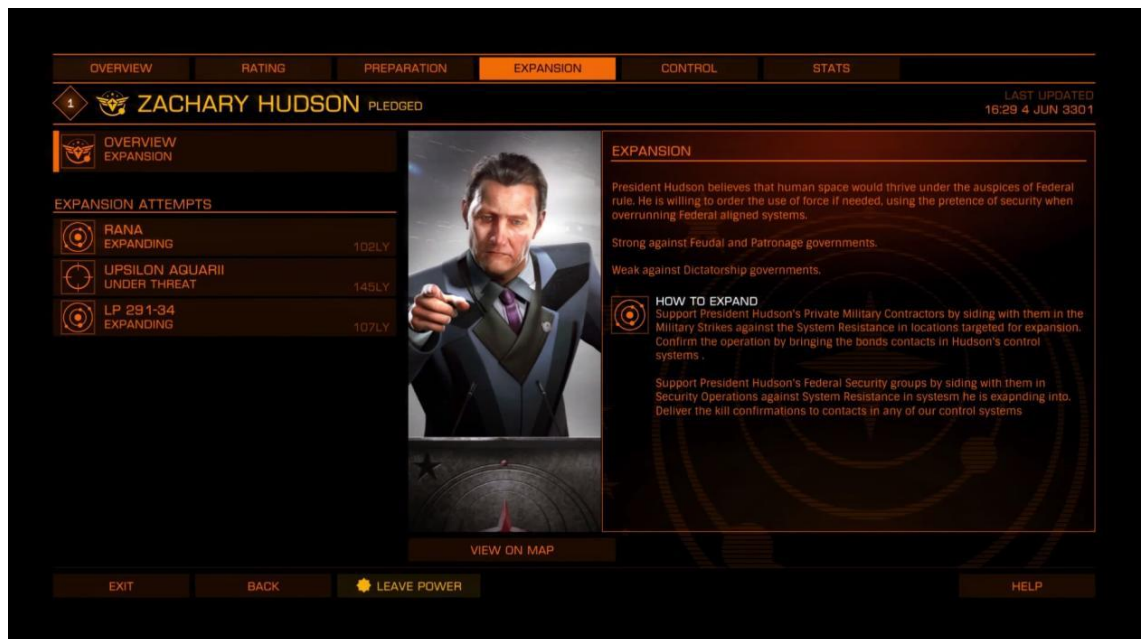 OVERVIEW
RATING
PREPARATION
EXPANSION
CONTROL
STATS
1
ZACHARY HUDSON PLEDGED
LAST UPDATED
16:29 4 JUN 3301
OVERVIEW
EXPANSION
EXPANSION ATTEMPTS
RANA
EXPANDING
102LY
UPSILON AQUARII
UNDER THREAT
145LY
LP 291-34
EXPANDING
107LY
EXPANSION
President Hudson believes that human space would thrive under the auspices of Federal
rule. He is willing to order the use of force if needed, using the pretence of security when
overrunning Federal aligned systems.
Strong against Feudal and Patronage governments.
Weak against Dictatorship governments.
HOW TO EXPAND
Support President Hudson's Private Military Contractors by siding with them in the
Military Strikes against the System Resistance in locations targeted for expansion.
Confirm the operation by bringing the bonds contacts in Hudson's control
systems .
Support President Hudson's Federal Security groups by siding with them in
Security Operations against System Resistance in systesm he is exapnding into.
Deliver the kill confirmations to contacts in any of our control systems
VIEW ON MAP
EXIT
BACK
LEAVE POWER
HELP